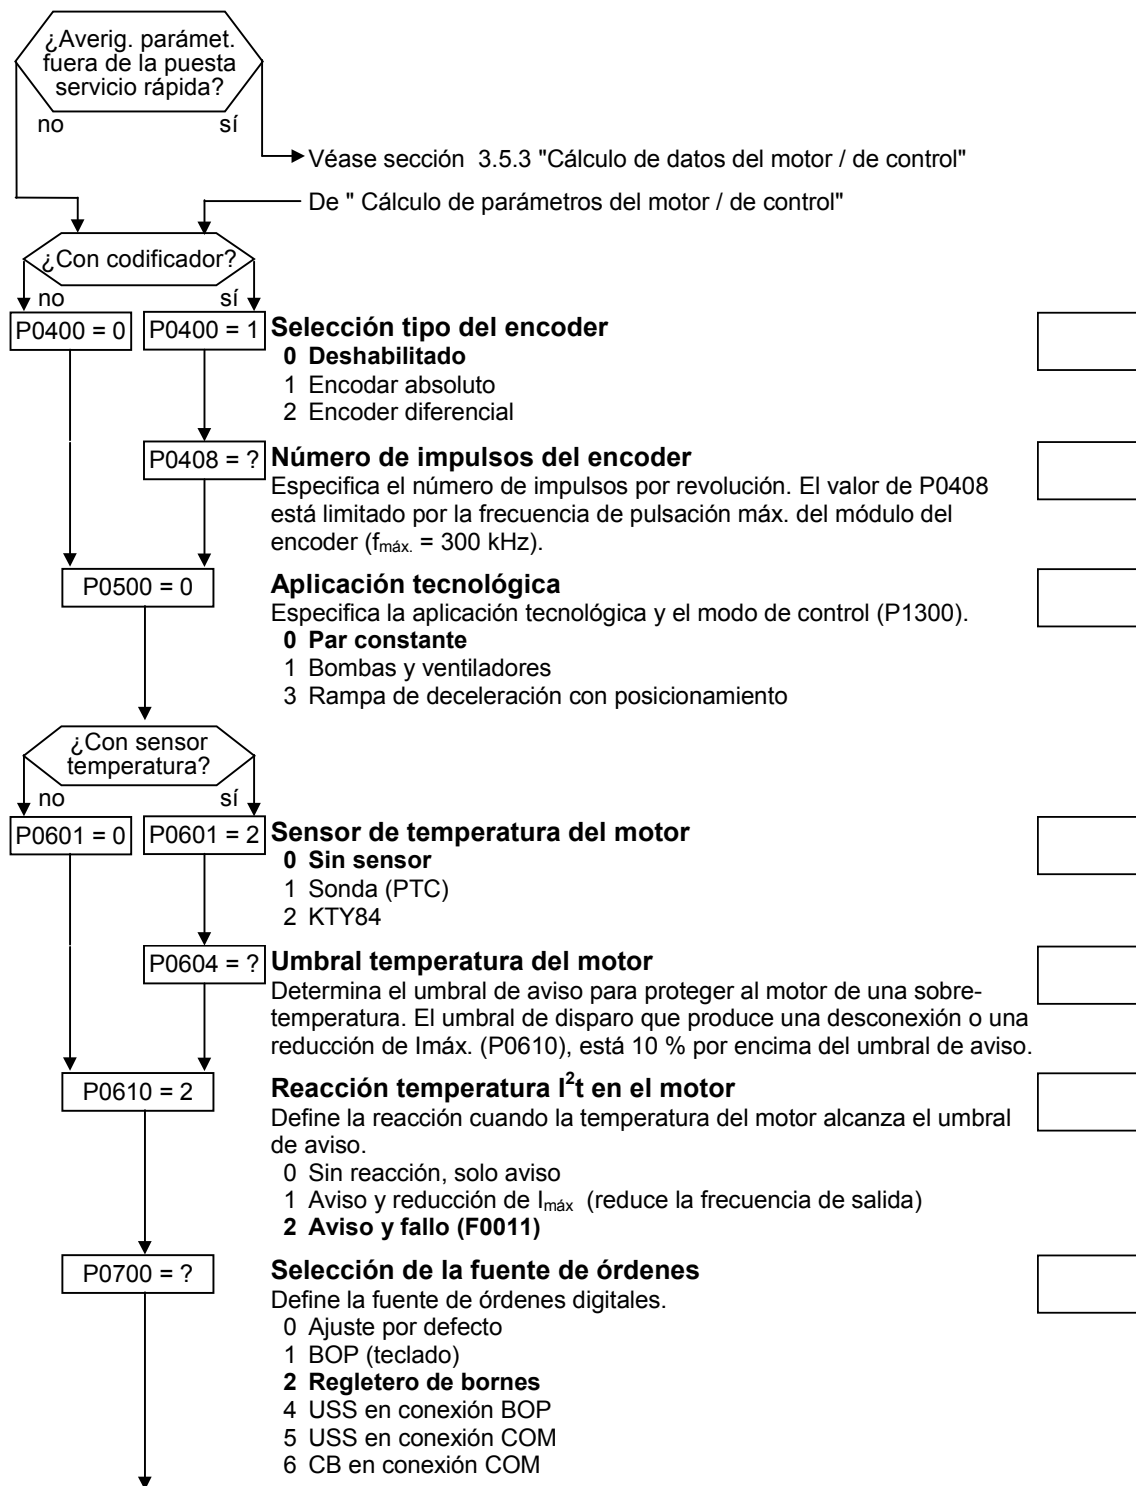 ¿Averig. parámet.
fuera de la puesta
servicio rápida?
no sí
Véase sección 3.5.3 "Cálculo de datos del motor / de control"
De " Cálculo de parámetros del motor / de control"
¿Con codificador?
no sí
P0400 = 0 P0400 = 1 Selección tipo del encoder
0 Deshabilitado
1 Encodar absoluto
2 Encoder diferencial
P0408 = ? Número de impulsos del encoder
Especifica el número de impulsos por revolución. El valor de P0408
está limitado por la frecuencia de pulsación máx. del módulo del
encoder (fmáx. = 300 kHz).
P0500 = 0 Aplicación tecnológica
Especifica la aplicación tecnológica y el modo de control (P1300).
0 Par constante
1 Bombas y ventiladores
3 Rampa de deceleración con posicionamiento
¿Con sensor
temperatura?
no sí
P0601 = 0 P0601 = 2 Sensor de temperatura del motor
0 Sin sensor
1 Sonda (PTC)
2 KTY84
P0604 = ? Umbral temperatura del motor
Determina el umbral de aviso para proteger al motor de una sobre-
temperatura. El umbral de disparo que produce una desconexión o una
reducción de Imáx. (P0610), está 10 % por encima del umbral de aviso.
P0610 = 2 Reacción temperatura I²t en el motor
Define la reacción cuando la temperatura del motor alcanza el umbral
de aviso.
0 Sin reacción, solo aviso
1 Aviso y reducción de Imáx (reduce la frecuencia de salida)
2 Aviso y fallo (F0011)
P0700 = ? Selección de la fuente de órdenes
Define la fuente de órdenes digitales.
0 Ajuste por defecto
1 BOP (teclado)
2 Regletero de bornes
4 USS en conexión BOP
5 USS en conexión COM
6 CB en conexión COM